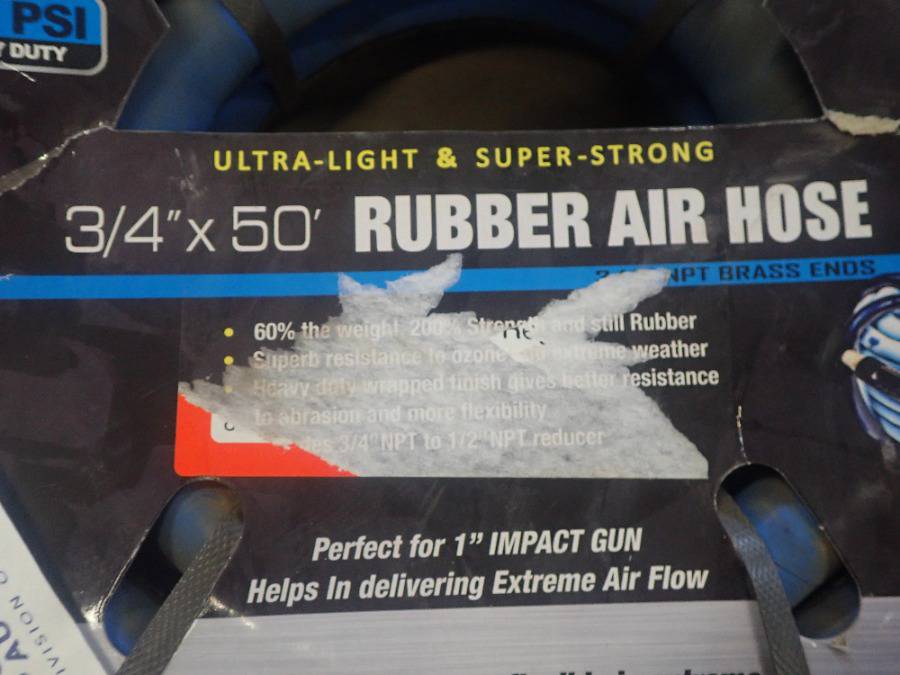 PSI
DUTY
ULTRA-LIGHT & SUPER-STRONG
3/4" x 50' RUBBER AIR HOSE
NPT BRASS ENDS
• 60% the weight 200% Strength and still Rubber
• Superb resistance to ozone and extreme weather
• Heavy duty wrapped finish gives better resistance
to abrasion and more flexibility
3/4" NPT to 1/2" NPT reducer
Perfect for 1" IMPACT GUN
Helps In delivering Extreme Air Flow